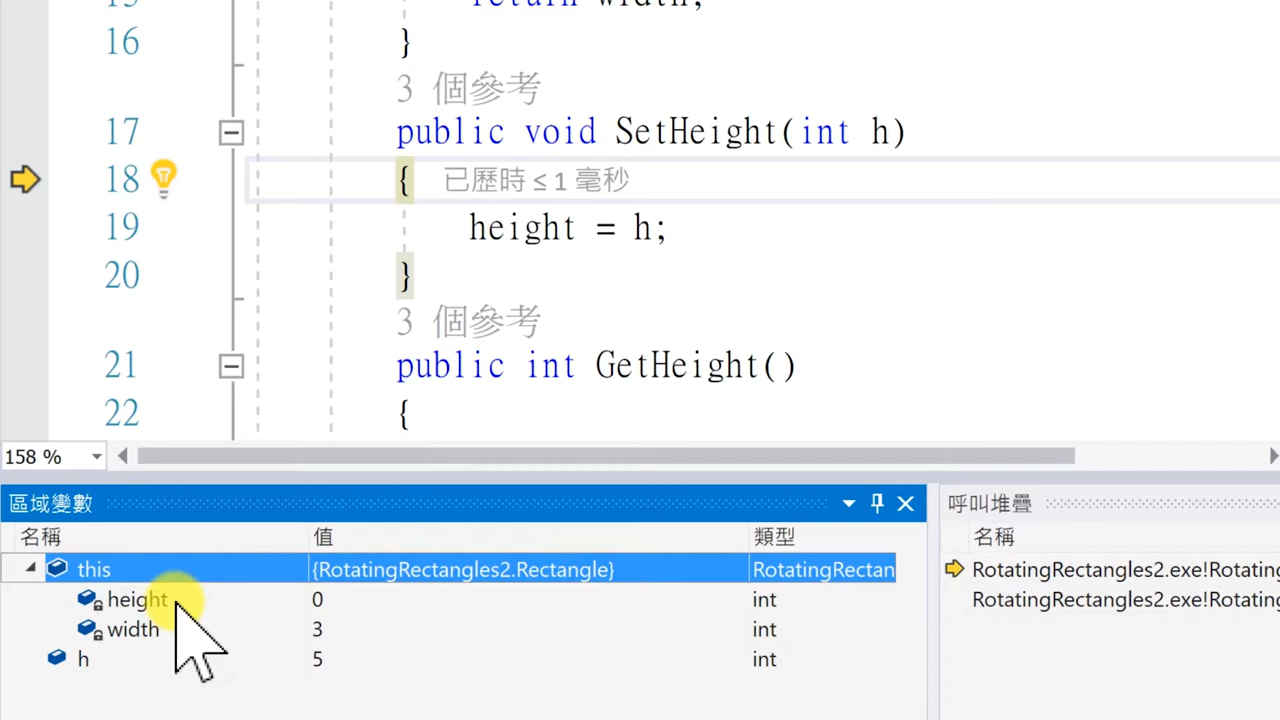 15 return width;
16 }
3 個參考
17 public void SetHeight(int h)
18 { 已歷時 ≤ 1 毫秒
19 height = h;
20 }
3 個參考
21 public int GetHeight()
22 {
158 %
區域變數
名稱 值 類型
this {RotatingRectangles2.Rectangle} RotatingRectan
height 0 int
width 3 int
h 5 int
呼叫堆疊
名稱
RotatingRectangles2.exe!Rotating
RotatingRectangles2.exe!Rotating